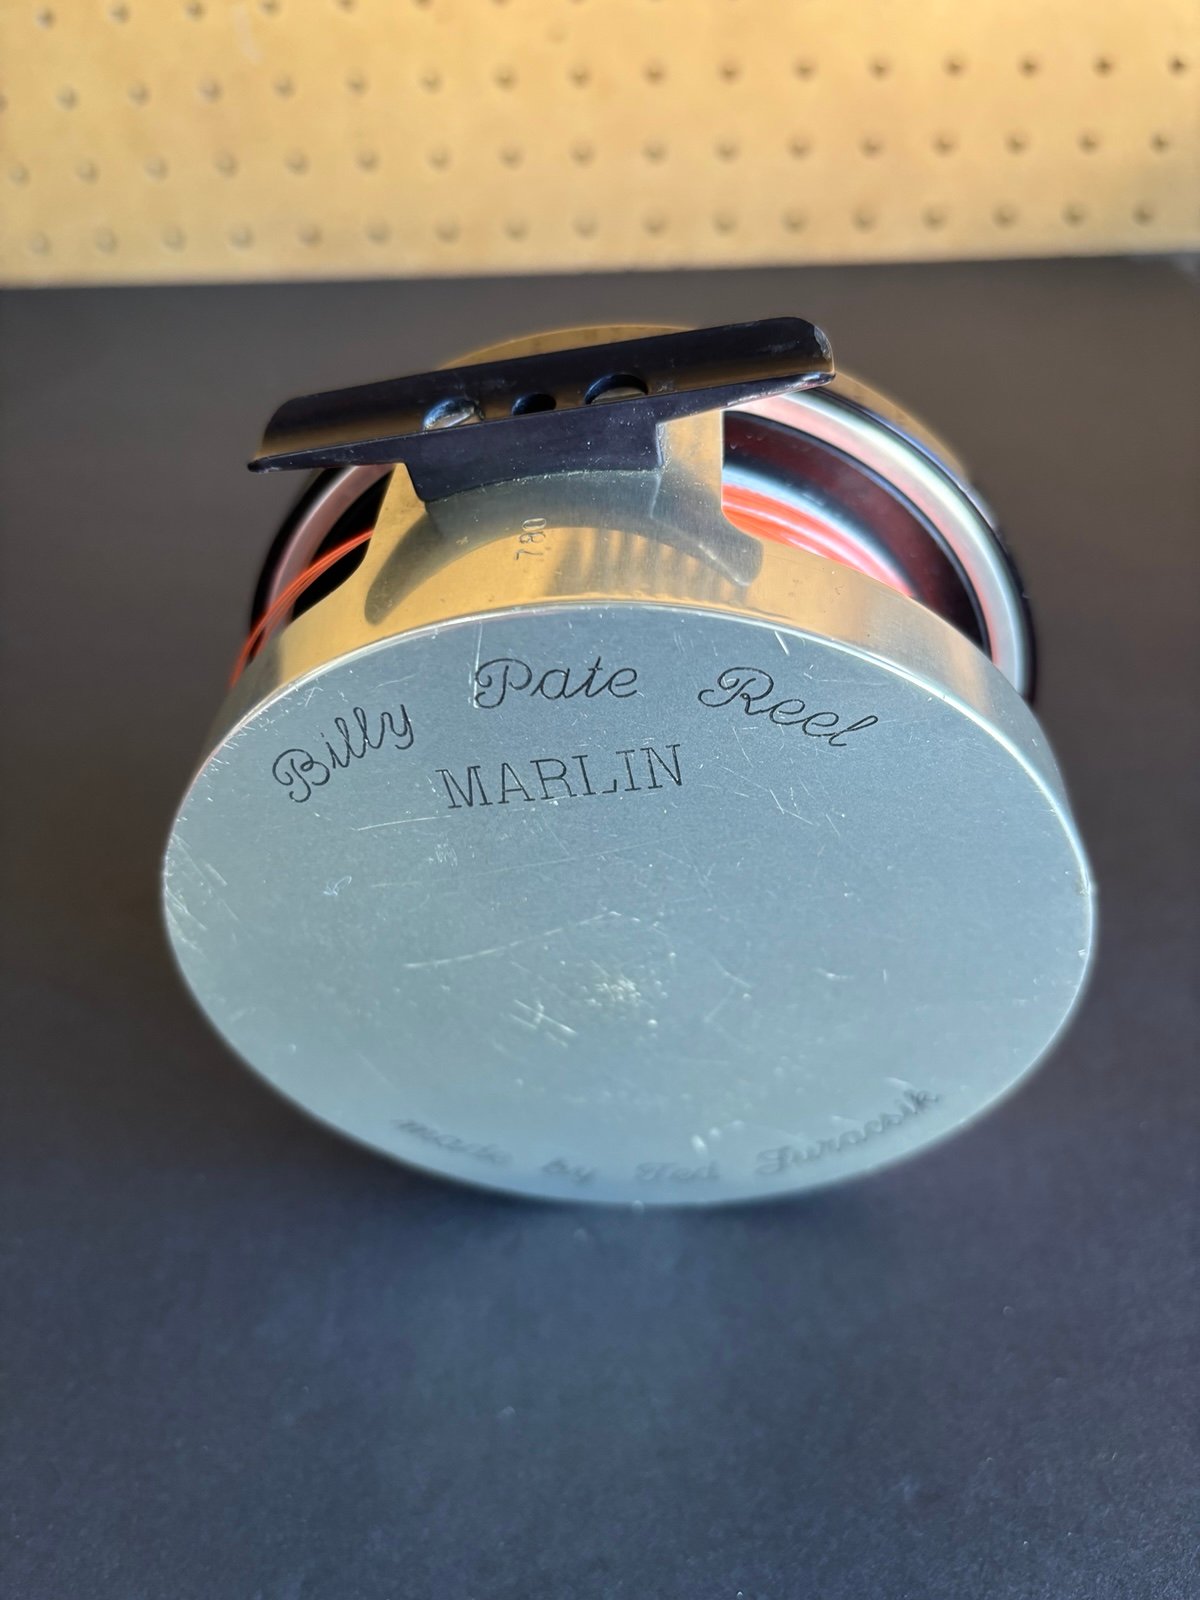 780
Billy Pate Reel
MARLIN
made by Ted Juracsik